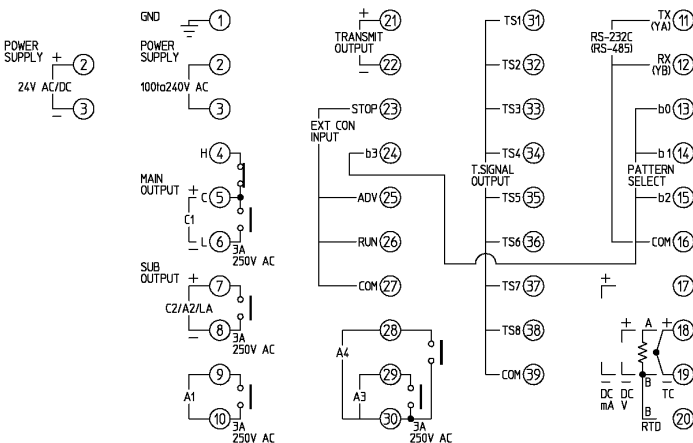 POWER
SUPPLY
+
2
24V AC/DC
−
3
GND
1
POWER
SUPPLY
2
100to240V AC
3
MAIN
OUTPUT
H 4
+
C 5
C1
−
L 6
3A
250V AC
SUB
OUTPUT
+
7
C2/A2/LA
−
8
3A
250V AC
9
A1
10
3A
250V AC
+
21
TRANSMIT
OUTPUT
−
22
STOP 23
EXT CON
INPUT
b3 24
ADV 25
RUN 26
COM 27
28
A4
29
A3
30
3A
250V AC
TS1 31
TS2 32
TS3 33
TS4 34
T.SIGNAL
OUTPUT
TS5 35
TS6 36
TS7 37
TS8 38
COM 39
TX
(YA) 11
RS-232C
(RS-485)
RX
(YB) 12
b0 13
b1 14
PATTERN
SELECT
b2 15
COM 16
+
17
+ A + 18
− − B − 19
DC
mA
DC
V
TC
B
RTD
20